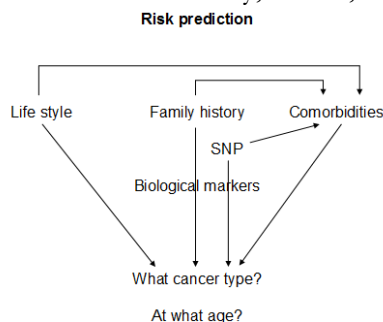 Risk prediction
Life style Family history Comorbidities
SNP
Biological markers
What cancer type?
At what age?